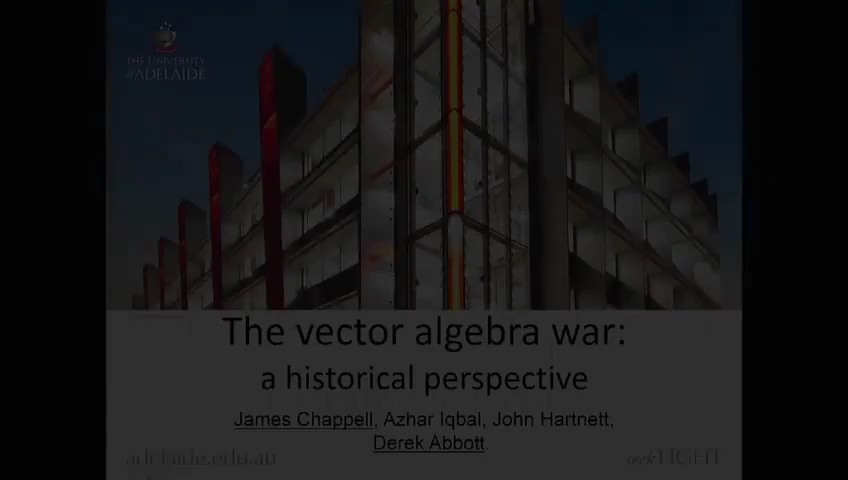 THE UNIVERSITY
of ADELAIDE
The vector algebra war:
a historical perspective
James Chappell, Azhar Iqbal, John Hartnett,
Derek Abbott.
adelaide.edu.au
seek LIGHT